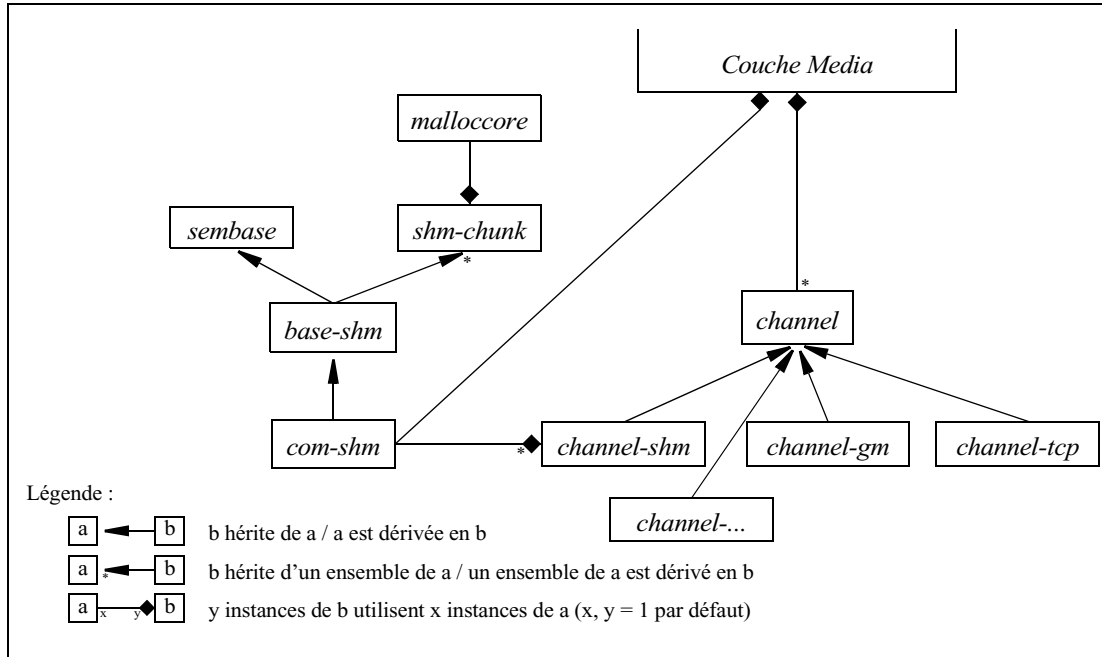 Couche Media
malloccore
sembase
shm-chunk
*
*
base-shm
channel
com-shm
*
channel-shm
channel-gm
channel-tcp
channel-...
Légende :
a b b hérite de a / a est dérivée en b
a * b b hérite d'un ensemble de a / un ensemble de a est dérivé en b
a x y b y instances de b utilisent x instances de a (x, y = 1 par défaut)